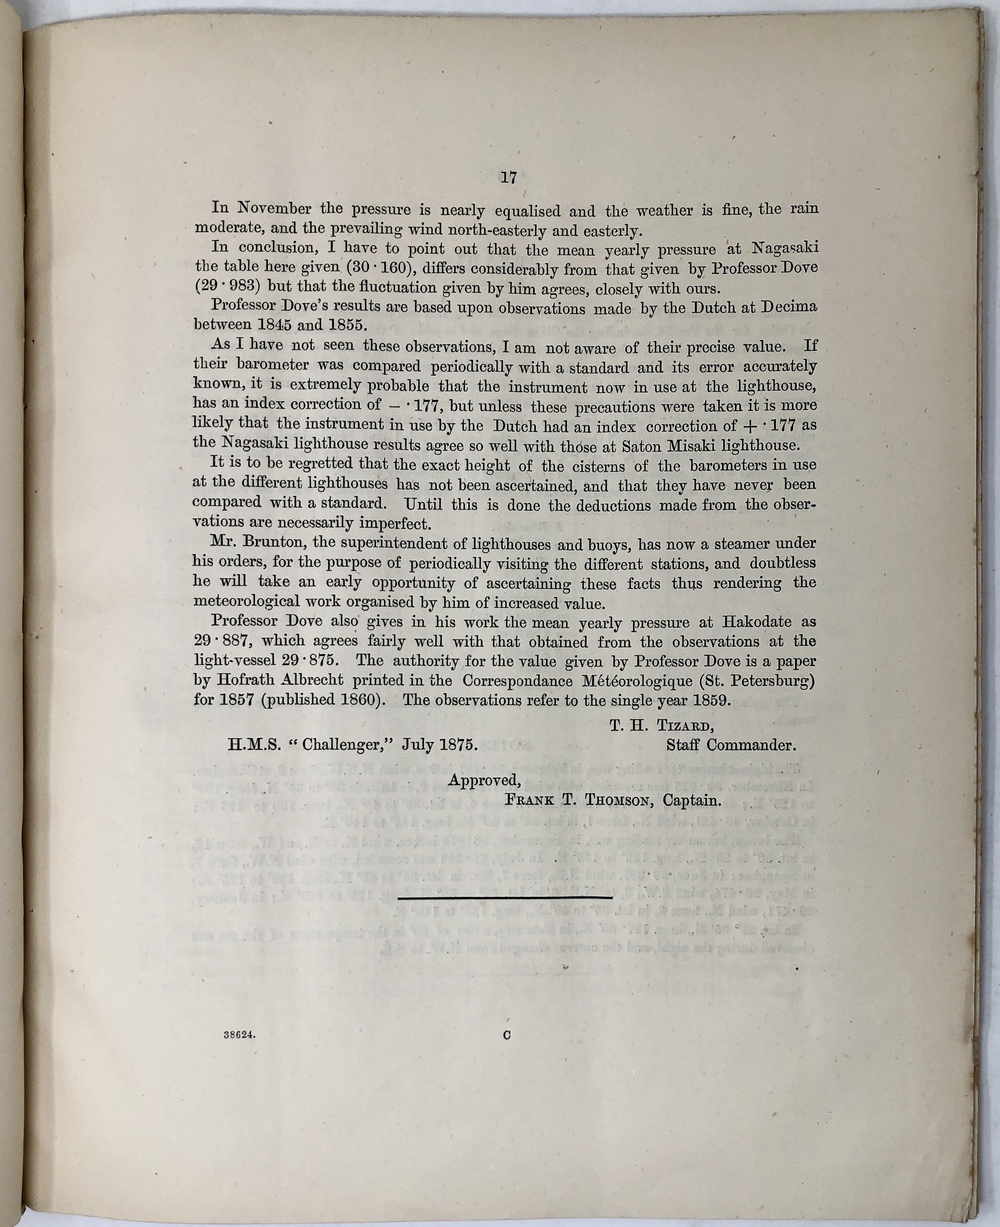 17
In November the pressure is nearly equalised and the weather is fine, the rain
moderate, and the prevailing wind north-easterly and easterly.
In conclusion, I have to point out that the mean yearly pressure at Nagasaki
the table here given (30·160), differs considerably from that given by Professor Dove
(29·983) but that the fluctuation given by him agrees, closely with ours.
Professor Dove's results are based upon observations made by the Dutch at Decima
between 1845 and 1855.
As I have not seen these observations, I am not aware of their precise value. If
their barometer was compared periodically with a standard and its error accurately
known, it is extremely probable that the instrument now in use at the lighthouse,
has an index correction of – ·177, but unless these precautions were taken it is more
likely that the instrument in use by the Dutch had an index correction of + ·177 as
the Nagasaki lighthouse results agree so well with those at Saton Misaki lighthouse.
It is to be regretted that the exact height of the cisterns of the barometers in use
at the different lighthouses has not been ascertained, and that they have never been
compared with a standard. Until this is done the deductions made from the obser-
vations are necessarily imperfect.
Mr. Brunton, the superintendent of lighthouses and buoys, has now a steamer under
his orders, for the purpose of periodically visiting the different stations, and doubtless
he will take an early opportunity of ascertaining these facts thus rendering the
meteorological work organised by him of increased value.
Professor Dove also gives in his work the mean yearly pressure at Hakodate as
29·887, which agrees fairly well with that obtained from the observations at the
light-vessel 29·875. The authority for the value given by Professor Dove is a paper
by Hofrath Albrecht printed in the Correspondance Météorologique (St. Petersburg)
for 1857 (published 1860). The observations refer to the single year 1859.
T. H. TIZARD,
H.M.S. “ Challenger,” July 1875. Staff Commander.
Approved,
FRANK T. THOMSON, Captain.
38624. C